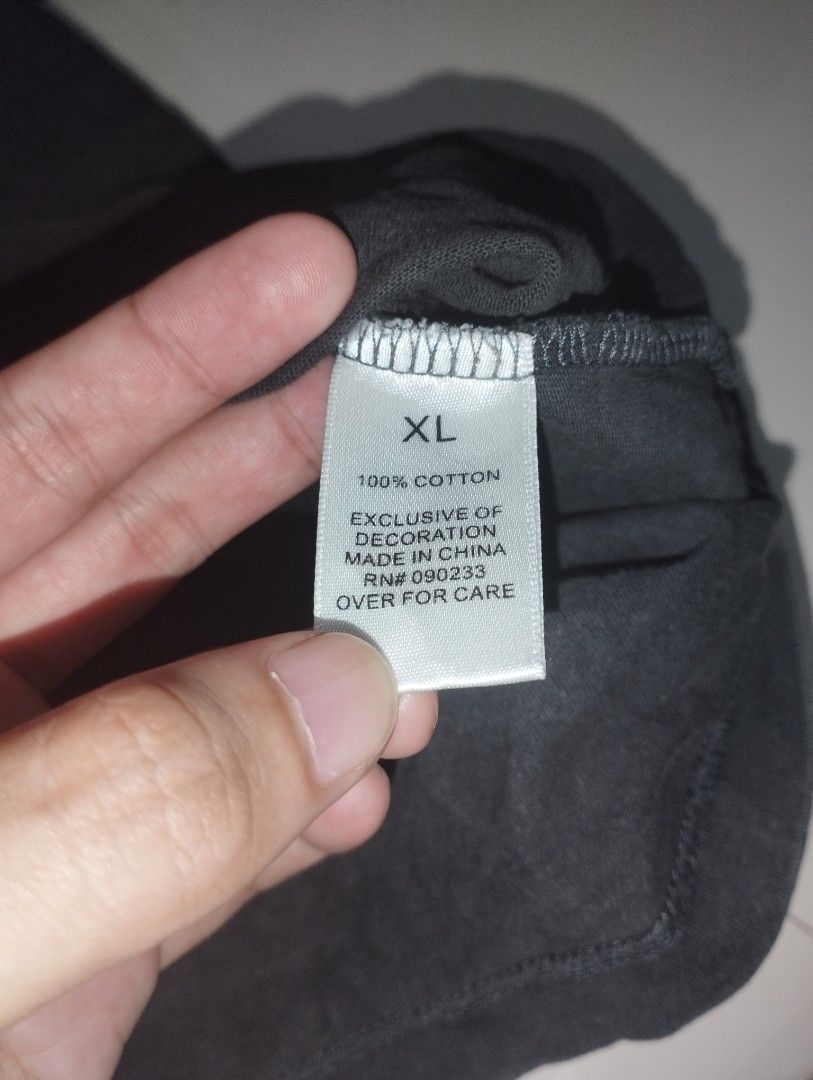 XL
100% COTTON
EXCLUSIVE OF
DECORATION
MADE IN CHINA
RN# 090233
OVER FOR CARE